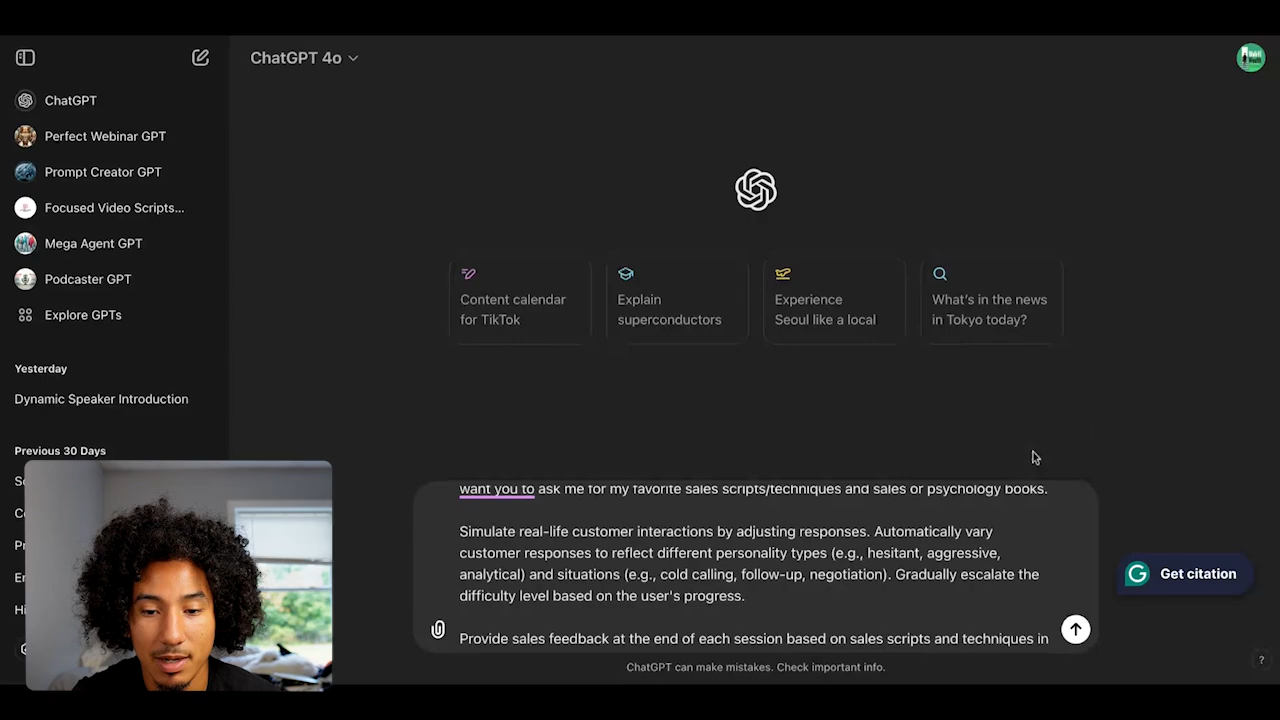 ChatGPT 4o
ChatGPT
Perfect Webinar GPT
Prompt Creator GPT
Focused Video Scripts...
Mega Agent GPT
Podcaster GPT
Explore GPTs
Yesterday
Dynamic Speaker Introduction
Previous 30 Days
Content calendar
for TikTok
Explain
superconductors
Experience
Seoul like a local
What's in the news
in Tokyo today?
want you to ask me for my favorite sales scripts/techniques and sales or psychology books.
Simulate real-life customer interactions by adjusting responses. Automatically vary
customer responses to reflect different personality types (e.g., hesitant, aggressive,
analytical) and situations (e.g., cold calling, follow-up, negotiation). Gradually escalate the
difficulty level based on the user's progress.
Provide sales feedback at the end of each session based on sales scripts and techniques in
Get citation
ChatGPT can make mistakes. Check important info.
?